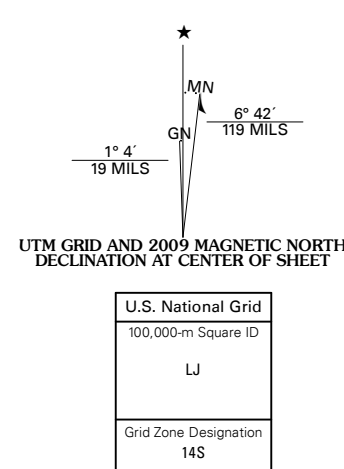 ★
MN
6° 42´
119 MILS
GN
1° 4´
19 MILS
UTM GRID AND 2009 MAGNETIC NORTH
DECLINATION AT CENTER OF SHEET
U.S. National Grid
100,000-m Square ID
LJ
Grid Zone Designation
14S